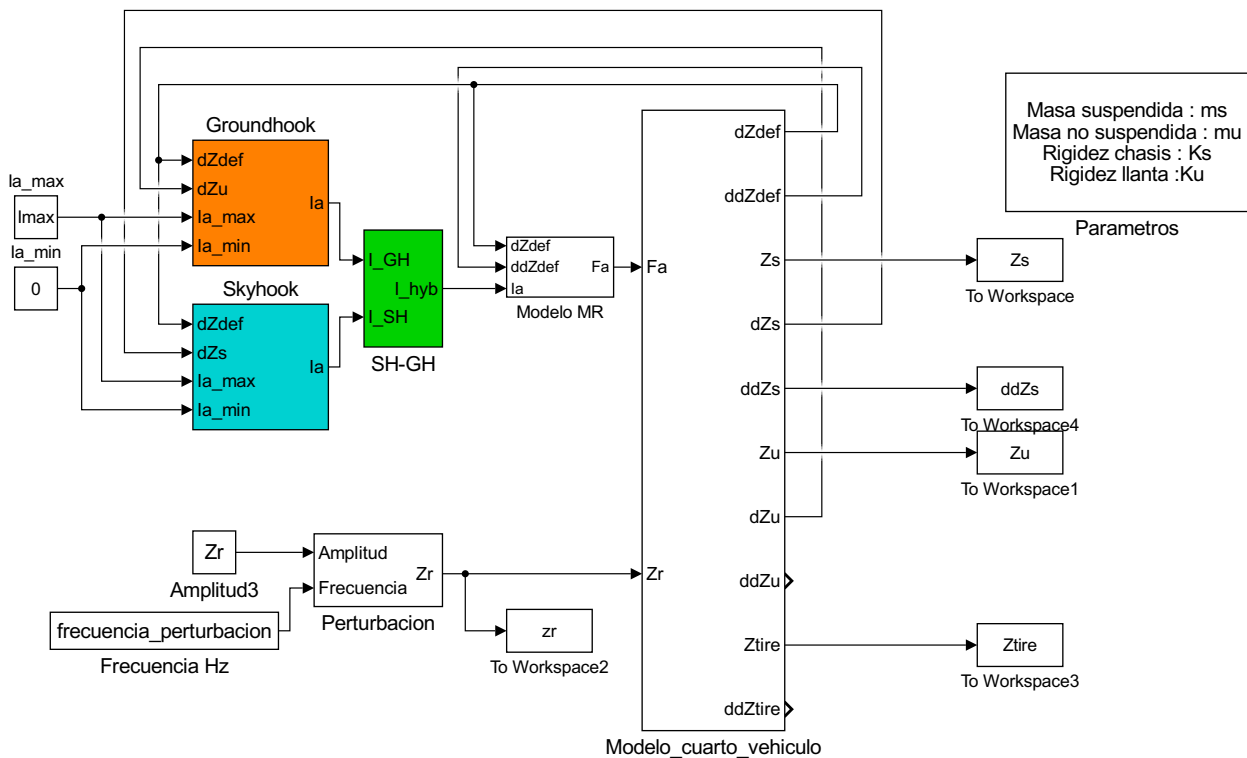 Groundhook
dZdef
dZu
Ia_max
Ia_min
Ia
Ia_max
Imax
Ia_min
0
Skyhook
dZdef
dZs
Ia_max
Ia_min
Ia
I_GH
I_hyb
I_SH
SH-GH
dZdef
ddZdef
Ia
Fa
Modelo MR
Fa
Zr
dZdef
ddZdef
Zs
dZs
ddZs
Zu
dZu
ddZu
Ztire
ddZtire
Modelo_cuarto_vehiculo
Masa suspendida : ms
Masa no suspendida : mu
Rigidez chasis : Ks
Rigidez llanta :Ku
Parametros
Zs
To Workspace
ddZs
To Workspace4
Zu
To Workspace1
Ztire
To Workspace3
Zr
Amplitud3
frecuencia_perturbacion
Frecuencia Hz
Amplitud
Frecuencia
Zr
Perturbacion
zr
To Workspace2